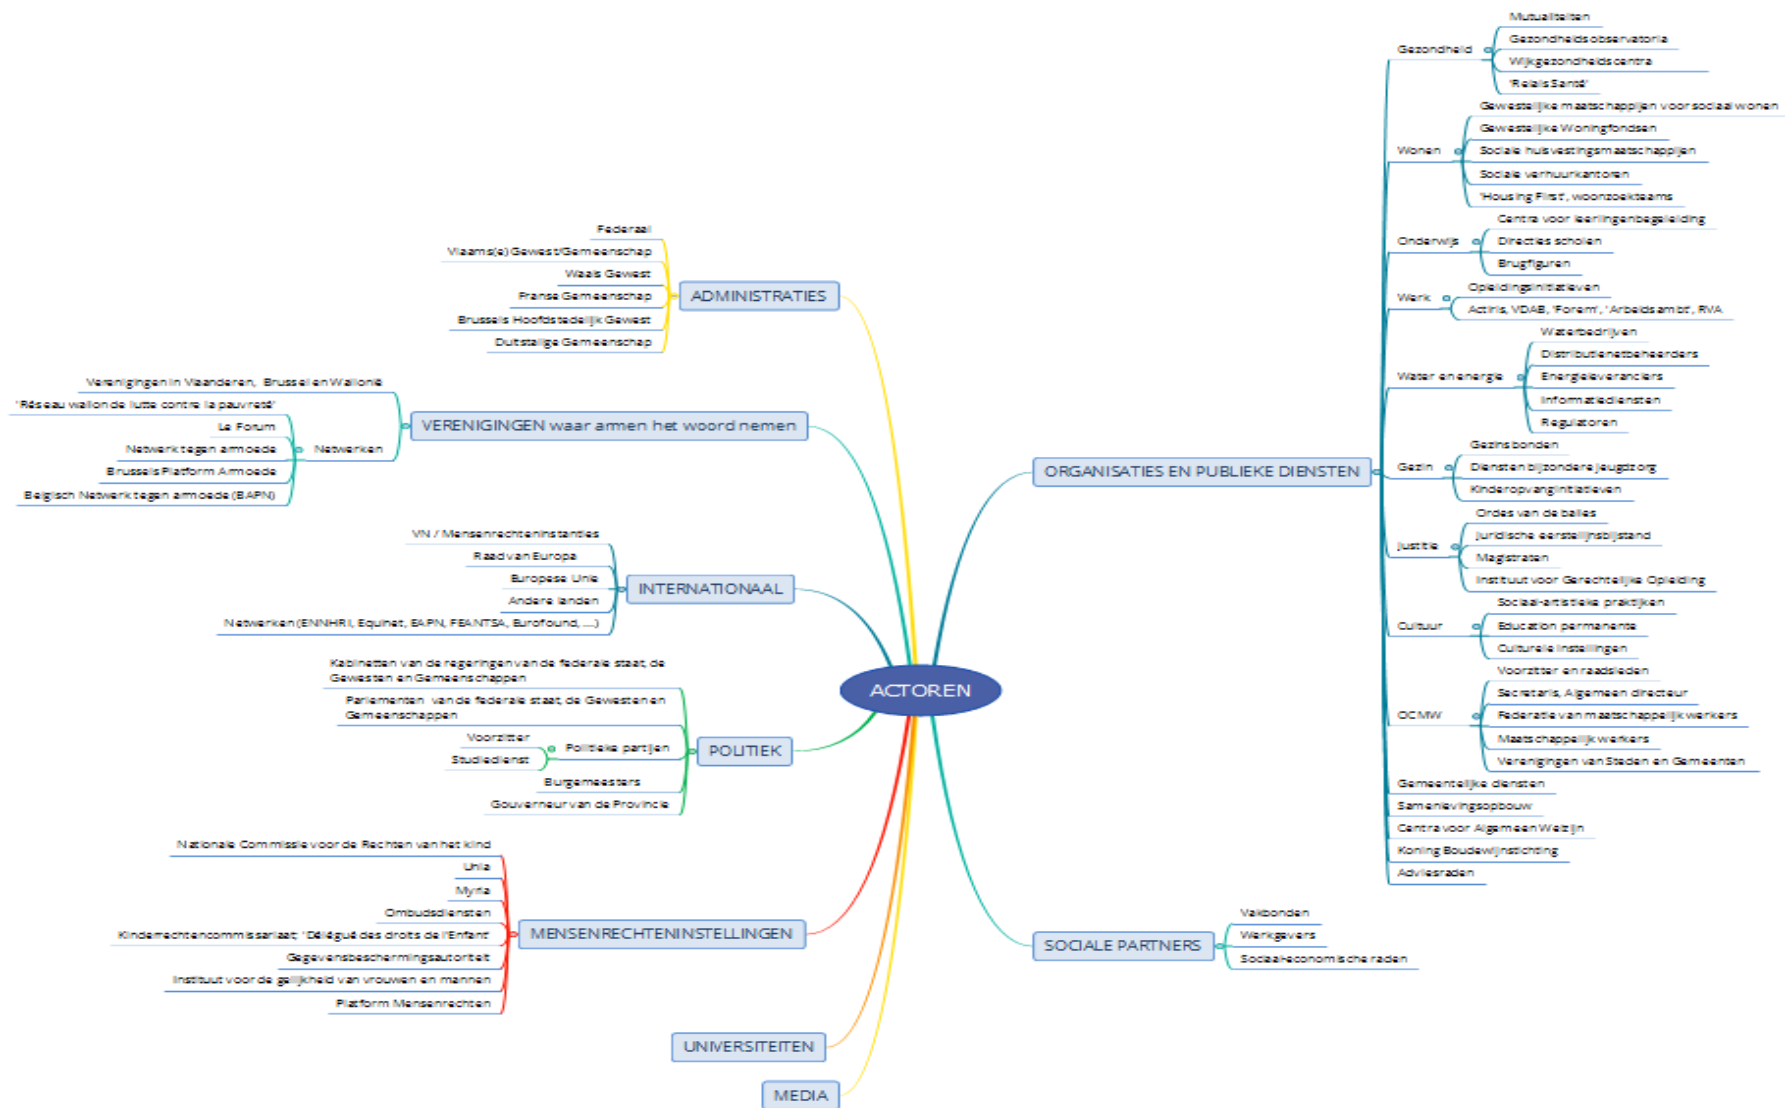 ACTOREN
ADMINISTRATIES
Federaal
Vlaams(e) Gewest/Gemeenschap
Waals Gewest
Franse Gemeenschap
Brussels Hoofdstedelijk Gewest
Duitstalige Gemeenschap
VERENIGINGEN waar armen het woord nemen
Verenigingen in Vlaanderen, Brussel en Wallonië
Netwerken
'Réseau wallon de lutte contre la pauvreté'
Le Forum
Netwerk tegen armoede
Brussels Platform Armoede
Belgisch Netwerk tegen armoede (BAPN)
INTERNATIONAAL
VN / Mensenrechteninstanties
Raad van Europa
Europese Unie
Andere landen
Netwerken (ENNHRI, Equinet, EAPN, FEANTSA, Eurofound, ...)
POLITIEK
Kabinetten van de regeringen van de federale staat, de
Gewesten en Gemeenschappen
Parlementen van de federale staat, de Gewesten en
Gemeenschappen
Politieke partijen
Voorzitter
Studiedienst
Burgemeesters
Gouverneur van de Provincie
MENSENRECHTENINSTELLINGEN
Nationale Commissie voor de Rechten van het kind
Unia
Myria
Ombudsdiensten
Kinderrechtencommissariaat; 'Délégué des droits de l'Enfant'
Gegevensbeschermingsautoriteit
Instituut voor de gelijkheid van vrouwen en mannen
Platform Mensenrechten
UNIVERSITEITEN
MEDIA
ORGANISATIES EN PUBLIEKE DIENSTEN
Gezondheid
Mutualiteiten
Gezondheidsobservatoria
Wijkgezondheidscentra
'Relais Santé'
Wonen
Gewestelijke maatschappijen voor sociaal wonen
Gewestelijke Woningfondsen
Sociale huisvestingsmaatschappijen
Sociale verhuurkantoren
'Housing First', woonzoekteams
Onderwijs
Centra voor leerlingenbegeleiding
Directies scholen
Brugfiguren
Werk
Opleidingsinitiatieven
Actiris, VDAB, 'Forem', 'Arbeidsambt', RVA
Water en energie
Waterbedrijven
Distributienetbeheerders
Energieleveranciers
Informatiediensten
Regulatoren
Gezin
Gezinsbonden
Diensten bijzondere jeugdzorg
Kinderopvanginitiatieven
Justitie
Ordes van de balies
Juridische eerstelijnsbijstand
Magistraten
Instituut voor Gerechtelijke Opleiding
Cultuur
Sociaal-artistieke praktijken
Education permanente
Culturele instellingen
OCMW
Voorzitter en raadsleden
Secretaris, Algemeen directeur
Federatie van maatschappelijk werkers
Maatschappelijk werkers
Verenigingen van Steden en Gemeenten
Gemeentelijke diensten
Samenlevingsopbouw
Centra voor Algemeen Welzijn
Koning Boudewijnstichting
Adviesraden
SOCIALE PARTNERS
Vakbonden
Werkgevers
Sociaal-economische raden